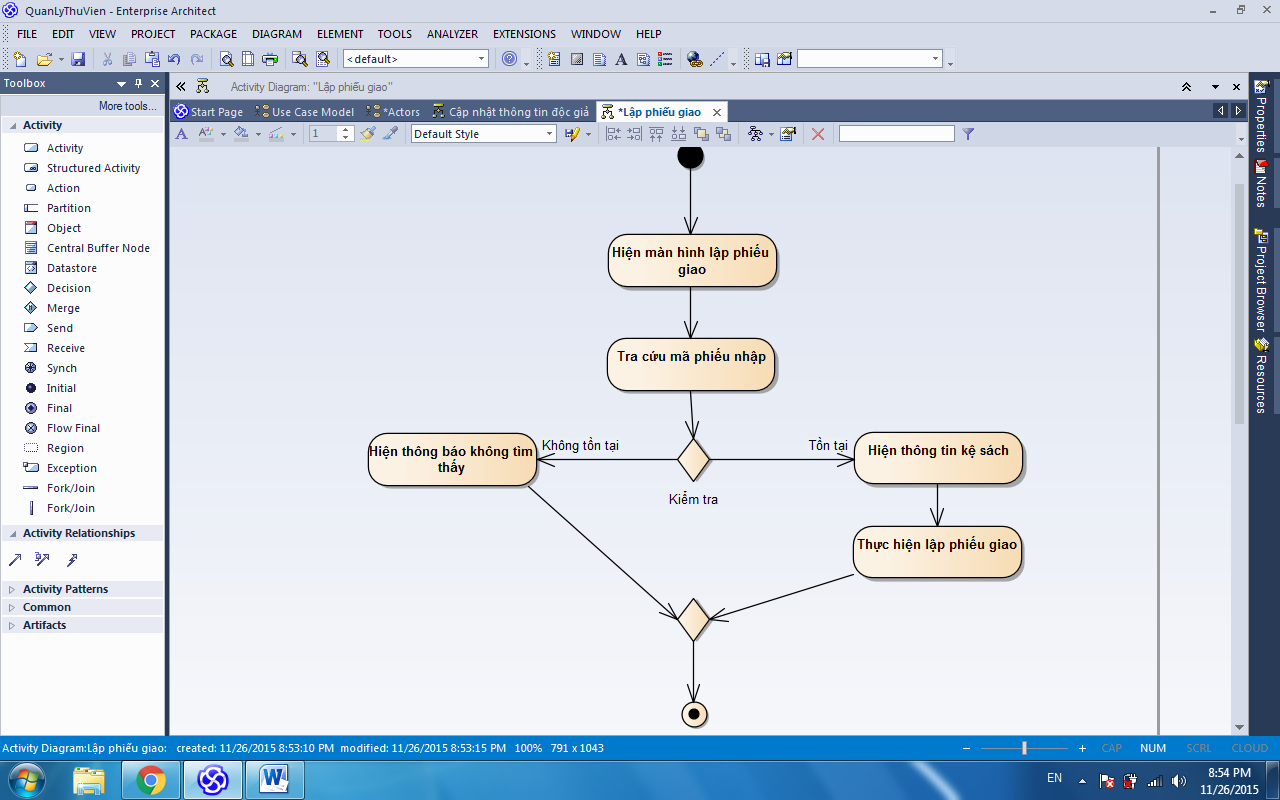 QuanLyThuVien - Enterprise Architect
FILE EDIT VIEW PROJECT PACKAGE DIAGRAM ELEMENT TOOLS ANALYZER EXTENSIONS WINDOW HELP
<default>
Toolbox
Activity Diagram: "Lập phiếu giao"
More tools...
Start Page Use Case Model *Actors Cập nhật thông tin độc giả *Lập phiếu giao
1 Default Style
Activity
Activity
Structured Activity
Action
Partition
Object
Central Buffer Node
Datastore
Decision
Merge
Send
Receive
Synch
Initial
Final
Flow Final
Region
Exception
Fork/Join
Fork/Join
Activity Relationships
Activity Patterns
Common
Artifacts
Hiện màn hình lập phiếu
giao
Tra cứu mã phiếu nhập
Hiện thông báo không tìm
thấy
Không tồn tại
Tồn tại
Kiểm tra
Hiện thông tin kệ sách
Thực hiện lập phiếu giao
Properties
Notes
Project Browser
Resources
Activity Diagram:Lập phiếu giao: created: 11/26/2015 8:53:10 PM modified: 11/26/2015 8:53:15 PM 100% 791 x 1043
CAP NUM SCRL CLOUD
EN
8:54 PM
11/26/2015